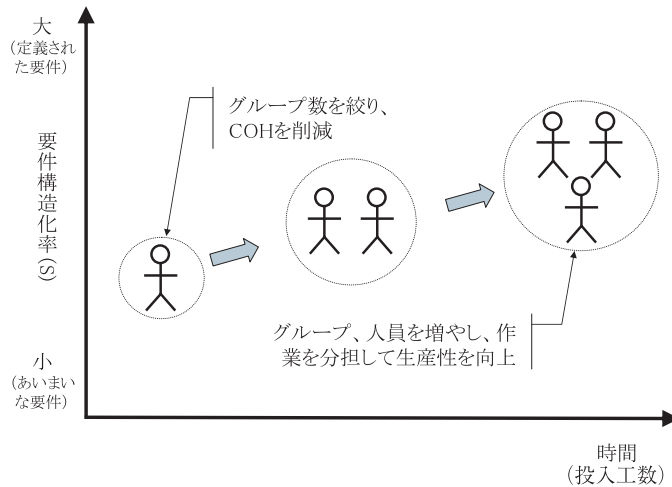 大
(定義され
た要件)
グループ数を絞り、
COHを削減
要件構造化率(S)
グループ、人員を増やし、作
業を分担して生産性を向上
小
(あいまい
な要件)
時間
(投入工数)